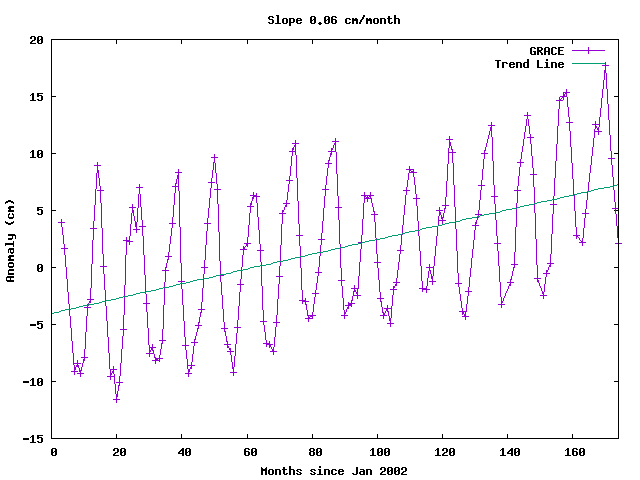 Slope 0.06 cm/month
GRACE
Trend Line
20
15
10
5
0
-5
-10
-15
Anomaly (cm)
0 20 40 60 80 100 120 140 160
Months since Jan 2002